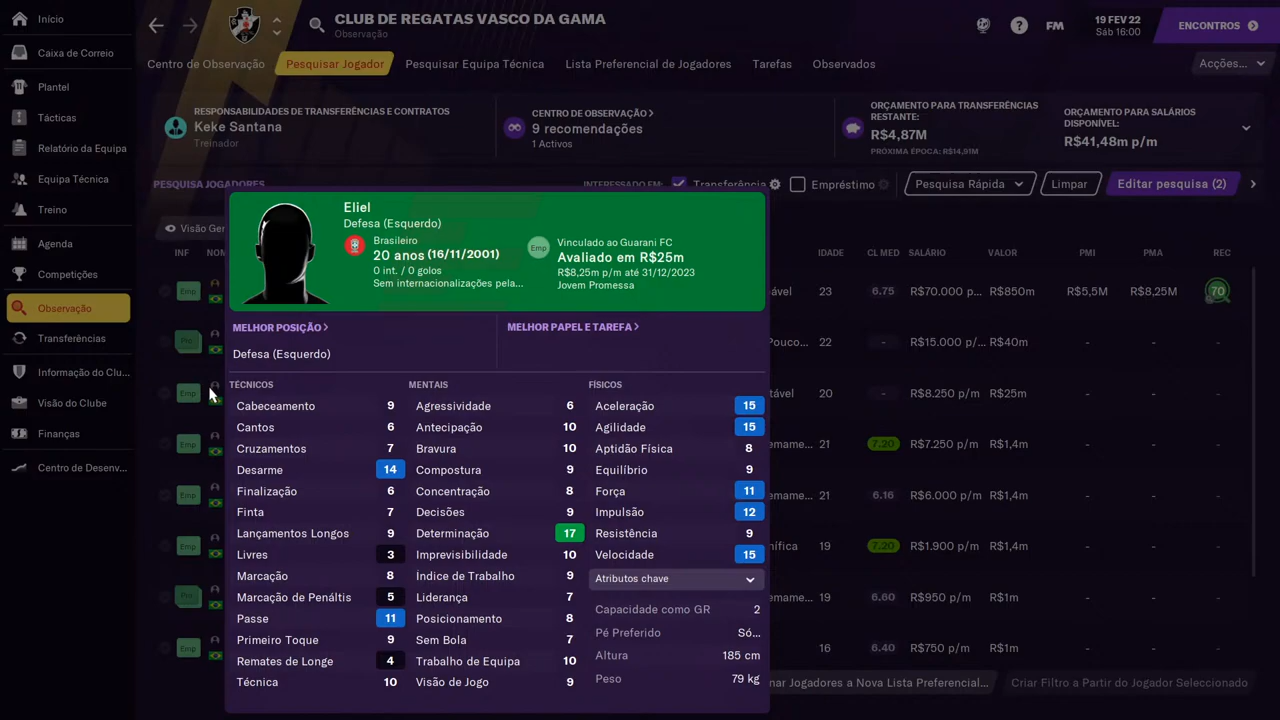 Início
Caixa de Correio
Plantel
Tácticas
Relatório da Equipa
Equipa Técnica
Treino
Agenda
Competições
Observação
Transferências
Informação do Clu...
Visão do Clube
Finanças
Centro de Desenv...
CLUB DE REGATAS VASCO DA GAMA
Observação
FM
19 FEV 22
Sáb 16:00
ENCONTROS
Centro de Observação
Pesquisar Jogador
Pesquisar Equipa Técnica
Lista Preferencial de Jogadores
Tarefas
Observados
Acções...
RESPONSABILIDADES DE TRANSFERÊNCIAS E CONTRATOS
Keke Santana
Treinador
CENTRO DE OBSERVAÇÃO
9 recomendações
1 Activos
ORÇAMENTO PARA TRANSFERÊNCIAS RESTANTE:
R$4,87M
PRÓXIMA ÉPOCA: R$14,91M
ORÇAMENTO PARA SALÁRIOS DISPONÍVEL:
R$41,48m p/m
PESQUISA JOGADORES
INTERESSADO EM:
Transferência
Empréstimo
Pesquisa Rápida
Limpar
Editar pesquisa (2)
Visão Ger
INF NOM IDADE CL MED SALÁRIO VALOR PMI PMA REC
Emp ável 23 6.75 R$70.000 p... R$850m R$5,5M R$8,25M 70
Pro Pouco... 22 - R$15.000 p/... R$40m - - -
Emp tável 20 - R$8.250 p/m R$25m - - -
Emp emame... 21 7.20 R$7.250 p/m R$1,4m - - -
Emp emame... 21 6.16 R$6.000 p/m R$1,4m - - -
Emp nífica 19 7.20 R$1.900 p/m R$1,4m - - -
Pro emame... 19 6.60 R$950 p/m R$1m - - -
Emp 16 6.40 R$750 p/m R$1m - - -
nar Jogadores a Nova Lista Preferencial...
Criar Filtro a Partir do Jogador Seleccionado
Eliel
Defesa (Esquerdo)
Brasileiro
20 anos (16/11/2001)
0 int. / 0 golos
Sem internacionalizações pela...
Emp
Vinculado ao Guarani FC
Avaliado em R$25m
R$8,25m p/m até 31/12/2023
Jovem Promessa
MELHOR POSIÇÃO
Defesa (Esquerdo)
MELHOR PAPEL E TAREFA
TÉCNICOS
Cabeceamento 9
Cantos 6
Cruzamentos 7
Desarme 14
Finalização 6
Finta 7
Lançamentos Longos 9
Livres 3
Marcação 8
Marcação de Penáltis 5
Passe 11
Primeiro Toque 9
Remates de Longe 4
Técnica 10
MENTAIS
Agressividade 6
Antecipação 10
Bravura 10
Compostura 9
Concentração 8
Decisões 9
Determinação 17
Imprevisibilidade 10
Índice de Trabalho 9
Liderança 7
Posicionamento 8
Sem Bola 7
Trabalho de Equipa 10
Visão de Jogo 9
FÍSICOS
Aceleração 15
Agilidade 15
Aptidão Física 8
Equilíbrio 9
Força 11
Impulsão 12
Resistência 9
Velocidade 15
Atributos chave
Capacidade como GR 2
Pé Preferido Só...
Altura 185 cm
Peso 79 kg